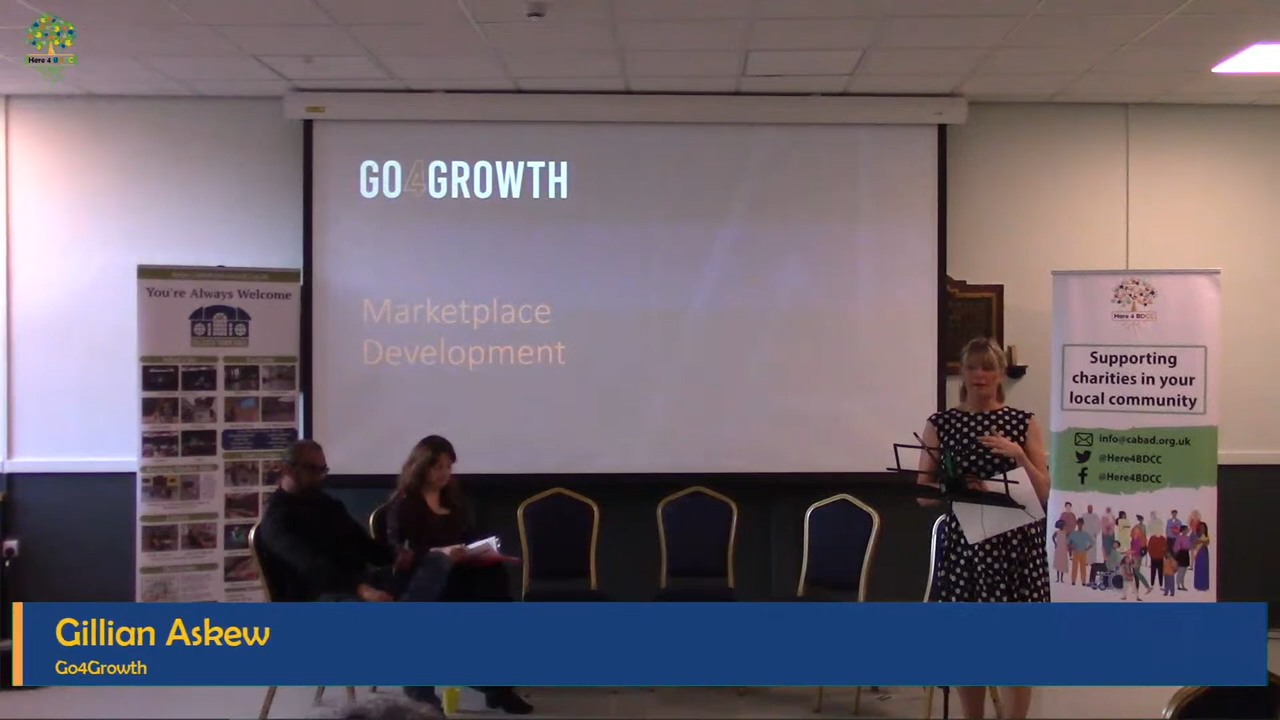 Here 4 BDCC
GO4GROWTH
Marketplace
Development
You're Always Welcome
Here 4 BDCC
Supporting
charities in your
local community
info@cabad.org.uk
@Here4BDCC
@Here4BDCC
Gillian Askew
Go4Growth